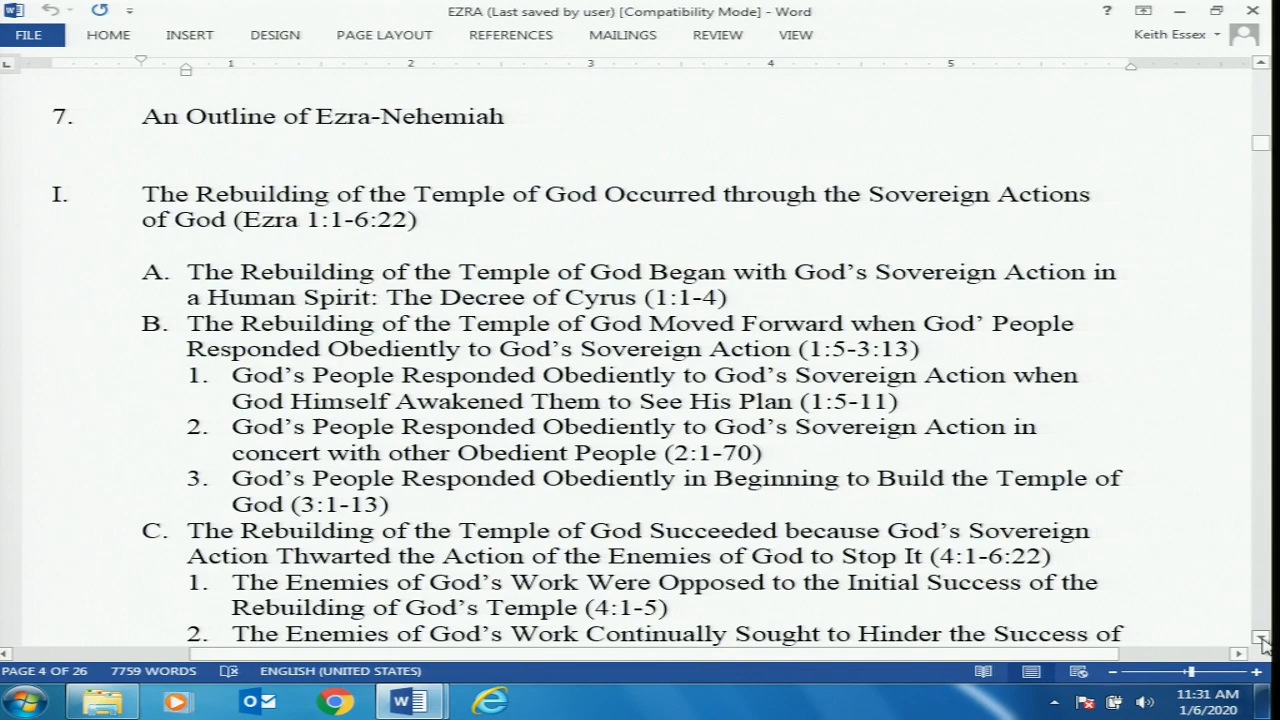 EZRA (Last saved by user) [Compatibility Mode] - Word
?
FILE HOME INSERT DESIGN PAGE LAYOUT REFERENCES MAILINGS REVIEW VIEW Keith Essex
1 2 3 4 5
7. An Outline of Ezra-Nehemiah
I. The Rebuilding of the Temple of God Occurred through the Sovereign Actions
of God (Ezra 1:1-6:22)
A. The Rebuilding of the Temple of God Began with God's Sovereign Action in
a Human Spirit: The Decree of Cyrus (1:1-4)
B. The Rebuilding of the Temple of God Moved Forward when God' People
Responded Obediently to God's Sovereign Action (1:5-3:13)
1. God's People Responded Obediently to God's Sovereign Action when
God Himself Awakened Them to See His Plan (1:5-11)
2. God's People Responded Obediently to God's Sovereign Action in
concert with other Obedient People (2:1-70)
3. God's People Responded Obediently in Beginning to Build the Temple of
God (3:1-13)
C. The Rebuilding of the Temple of God Succeeded because God's Sovereign
Action Thwarted the Action of the Enemies of God to Stop It (4:1-6:22)
1. The Enemies of God's Work Were Opposed to the Initial Success of the
Rebuilding of God's Temple (4:1-5)
2. The Enemies of God's Work Continually Sought to Hinder the Success of
PAGE 4 OF 26 7759 WORDS ENGLISH (UNITED STATES)
11:31 AM
1/6/2020